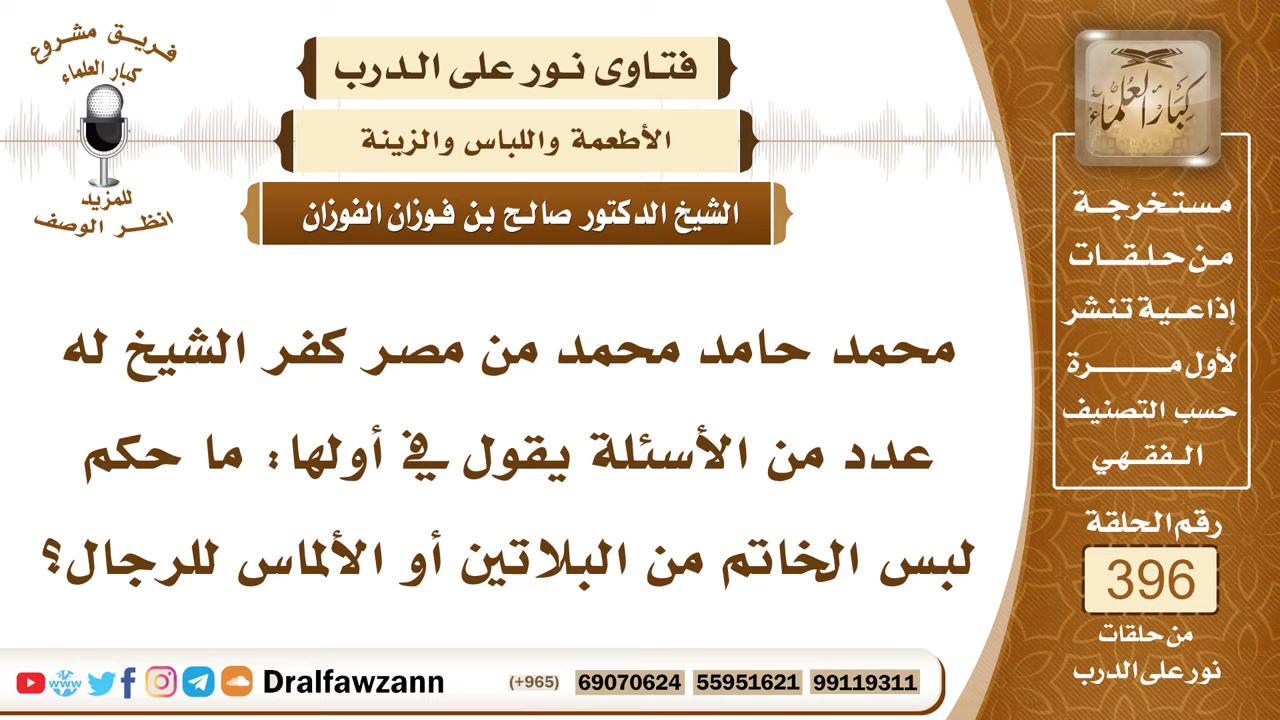 فريق مشروع
كبار العلماء
للمزيد
انظر الوصف
فتاوى نور على الدرب
الأطعمة واللباس والزينة
الشيخ الدكتور صالح بن فوزان الفوزان
محمد حامد محمد من مصر كفر الشيخ له
عدد من الأسئلة يقول في أولها: ما حكم
لبس الخاتم من البلاتين أو الألماس للرجال؟
كبار العلماء
مستخرجة
من حلقات
إذاعية تنشر
لأول مرة
حسب التصنيف
الفقهي
رقم الحلقة
396
من حلقات
نور على الدرب
www
Dralfawzann
(+965) 69070624 55951621 99119311